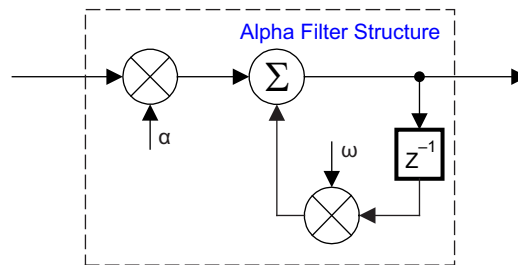 Alpha Filter Structure
Σ
α
ω
z⁻¹